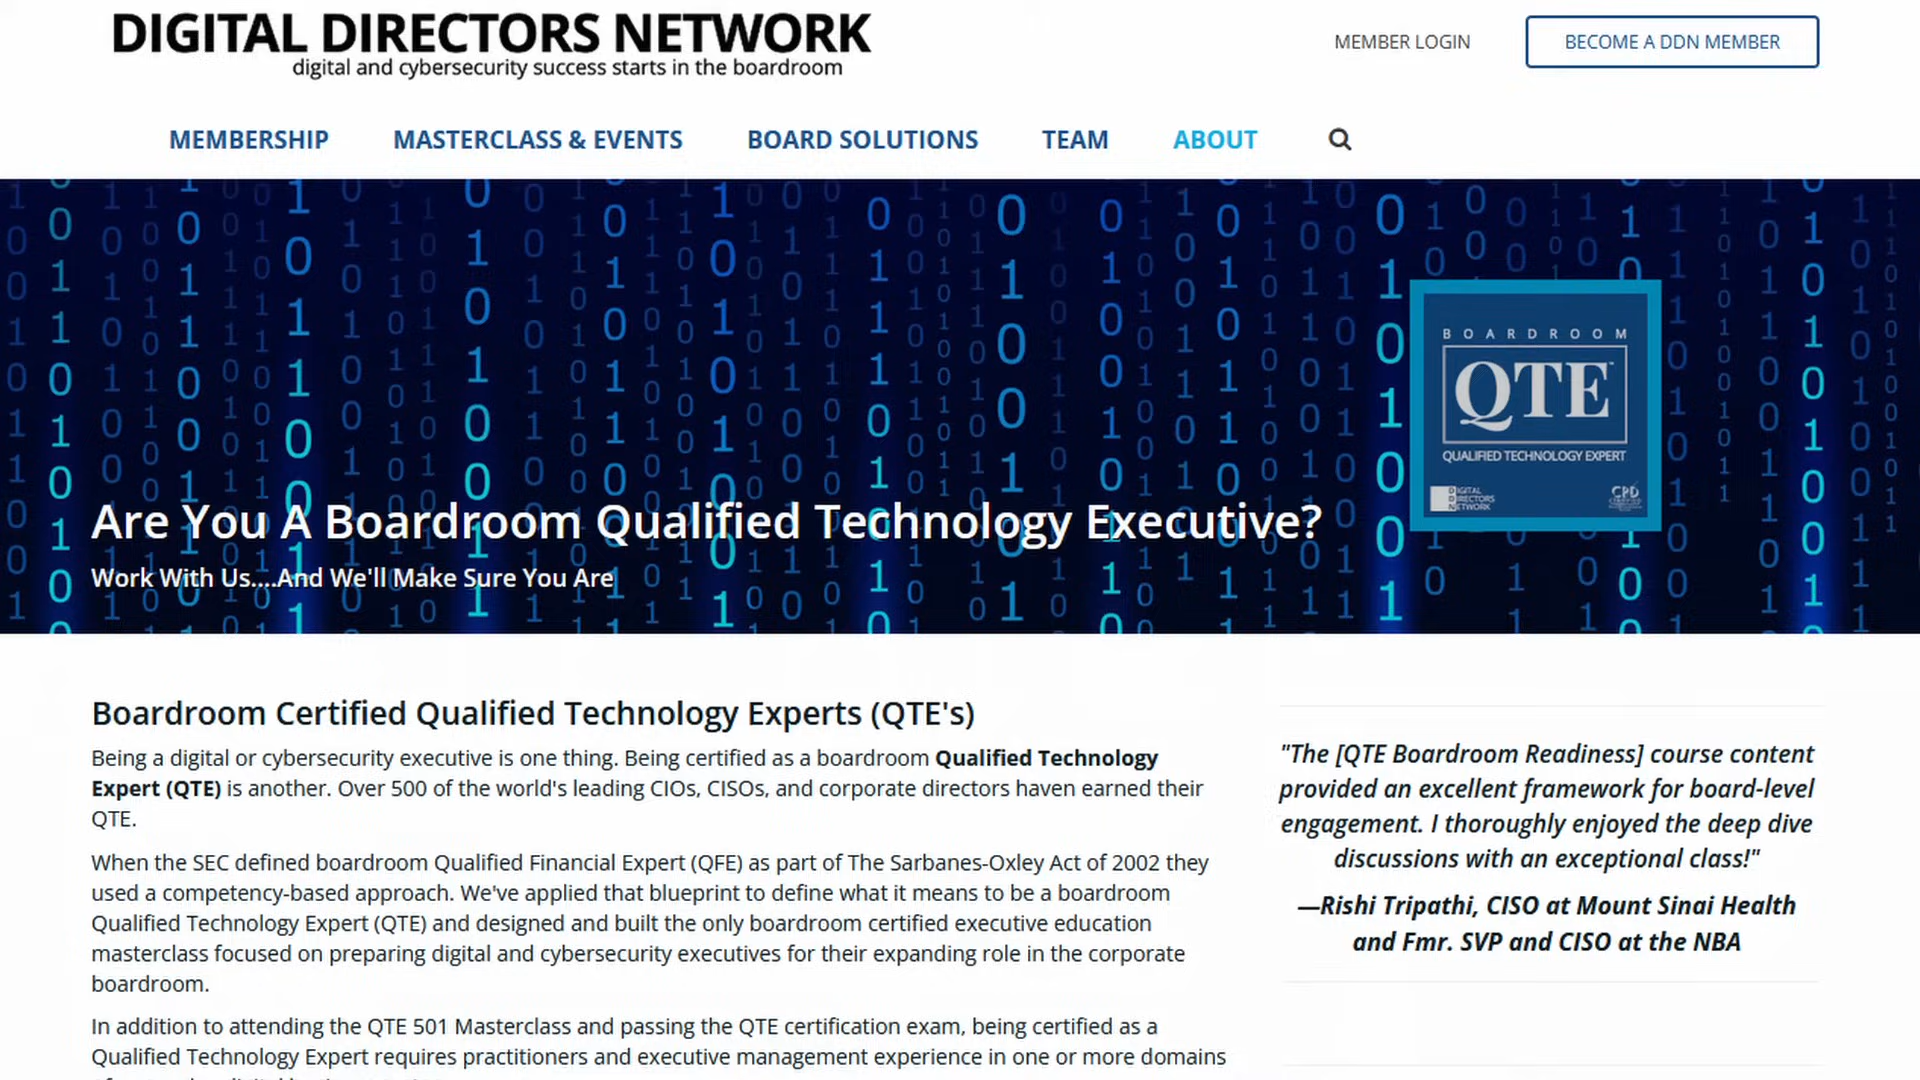 DIGITAL DIRECTORS NETWORK
digital and cybersecurity success starts in the boardroom
MEMBER LOGIN
BECOME A DDN MEMBER
MEMBERSHIP
MASTERCLASS & EVENTS
BOARD SOLUTIONS
TEAM
ABOUT
BOARDROOM
QTE
QUALIFIED TECHNOLOGY EXPERT
DIGITAL
DIRECTORS
NETWORK
CPD
Are You A Boardroom Qualified Technology Executive?
Work With Us....And We'll Make Sure You Are
Boardroom Certified Qualified Technology Experts (QTE's)
Being a digital or cybersecurity executive is one thing. Being certified as a boardroom Qualified Technology
Expert (QTE) is another. Over 500 of the world's leading CIOs, CISOs, and corporate directors haven earned their
QTE.
When the SEC defined boardroom Qualified Financial Expert (QFE) as part of The Sarbanes-Oxley Act of 2002 they
used a competency-based approach. We've applied that blueprint to define what it means to be a boardroom
Qualified Technology Expert (QTE) and designed and built the only boardroom certified executive education
masterclass focused on preparing digital and cybersecurity executives for their expanding role in the corporate
boardroom.
In addition to attending the QTE 501 Masterclass and passing the QTE certification exam, being certified as a
Qualified Technology Expert requires practitioners and executive management experience in one or more domains
"The [QTE Boardroom Readiness] course content
provided an excellent framework for board-level
engagement. I thoroughly enjoyed the deep dive
discussions with an exceptional class!"
—Rishi Tripathi, CISO at Mount Sinai Health
and Fmr. SVP and CISO at the NBA